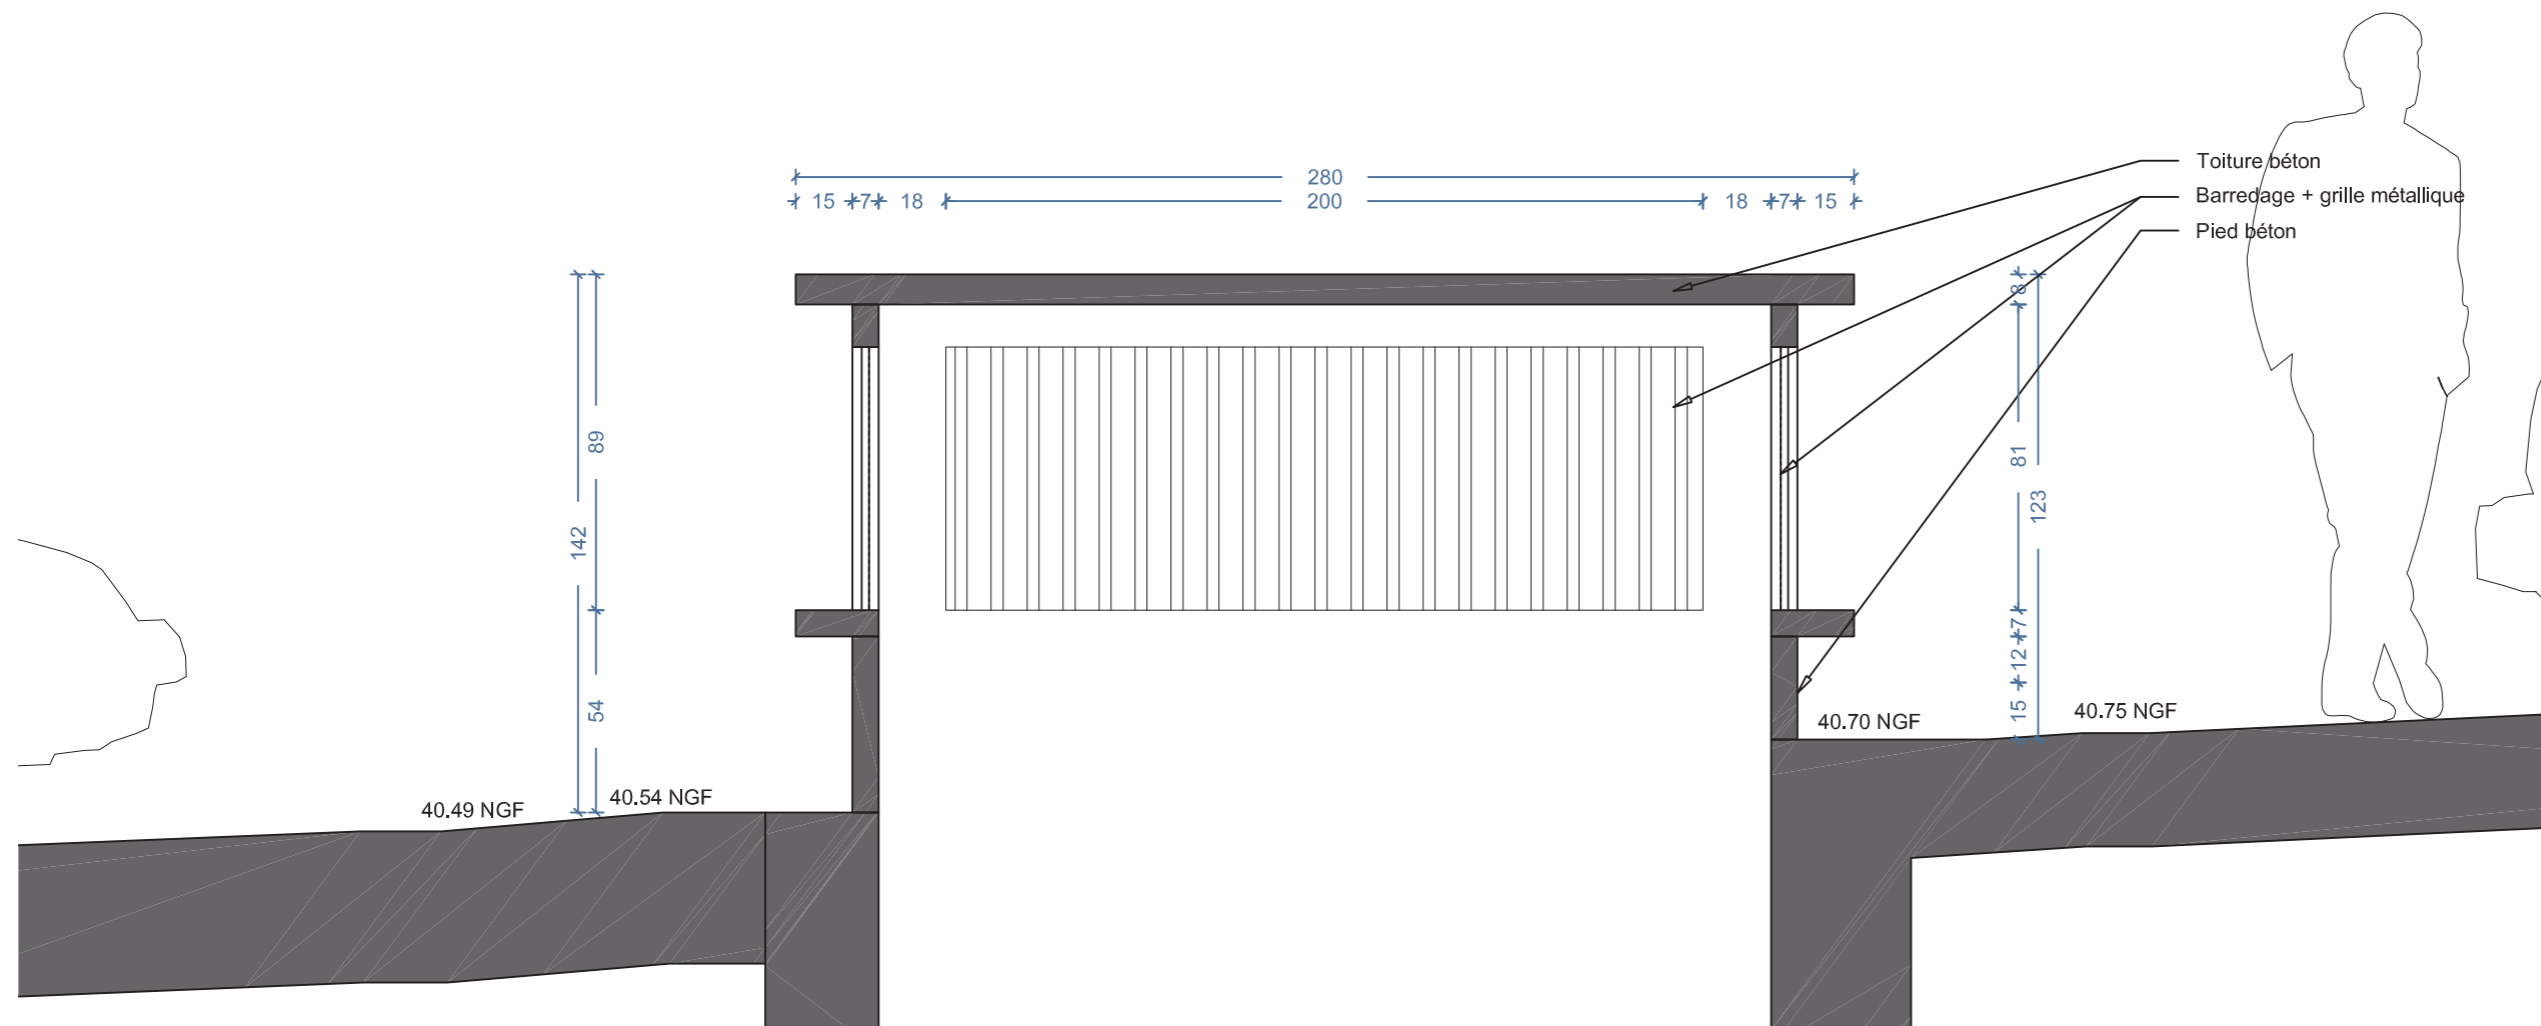 Toiture béton
280
15 7 18 200 18 7 15
Barredage + grille métallique
Pied béton
8
89
81
123
142
7
12
54
15
40.70 NGF
40.75 NGF
40.49 NGF
40.54 NGF